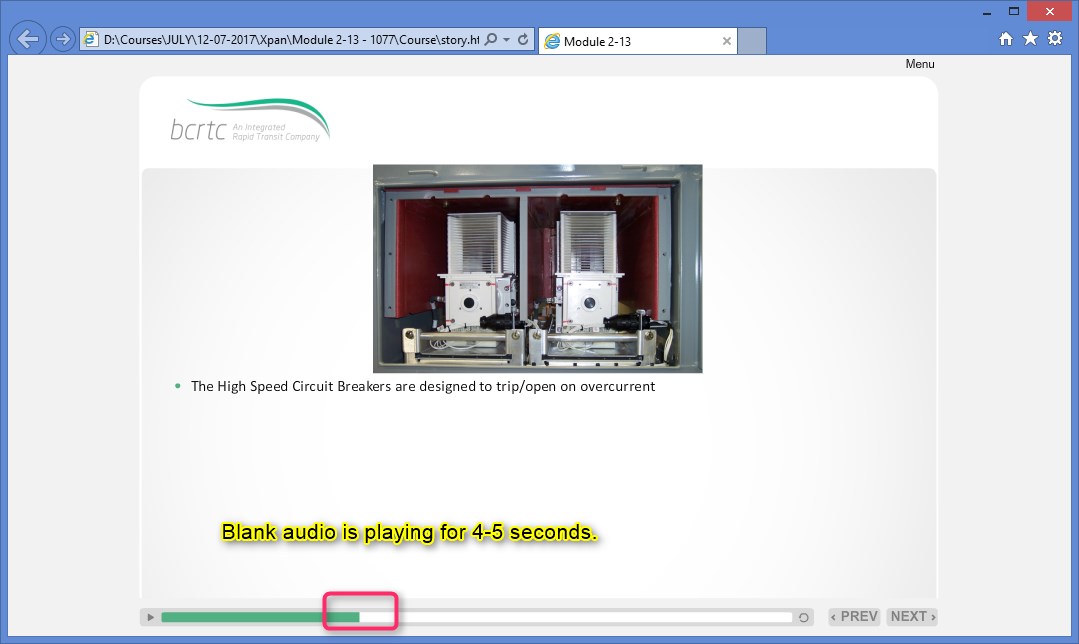 D:\Courses\JULY\12-07-2017\Xpan\Module 2-13 - 1077\Course\story.ht
Module 2-13
Menu
bcrtc An Integrated
Rapid Transit Company
• The High Speed Circuit Breakers are designed to trip/open on overcurrent
Blank audio is playing for 4-5 seconds.
‹ PREV NEXT ›